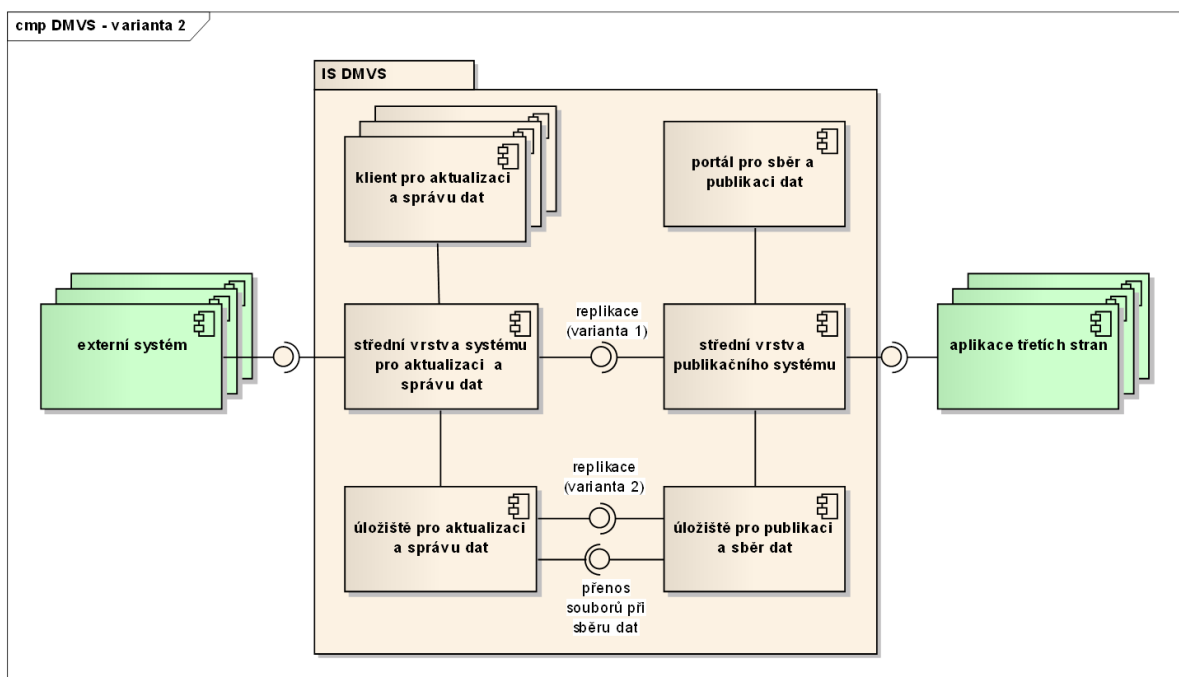 cmp DMVS - varianta 2
IS DMVS
klient pro aktualizaci
a správu dat
portál pro sběr a
publikaci dat
externí systém
střední vrstva systému
pro aktualizaci a
správu dat
replikace
(varianta 1)
střední vrstva
publikačního systému
aplikace třetích stran
replikace
(varianta 2)
úložiště pro aktualizaci
a správu dat
úložiště pro publikaci
a sběr dat
přenos
souborů při
sběru dat